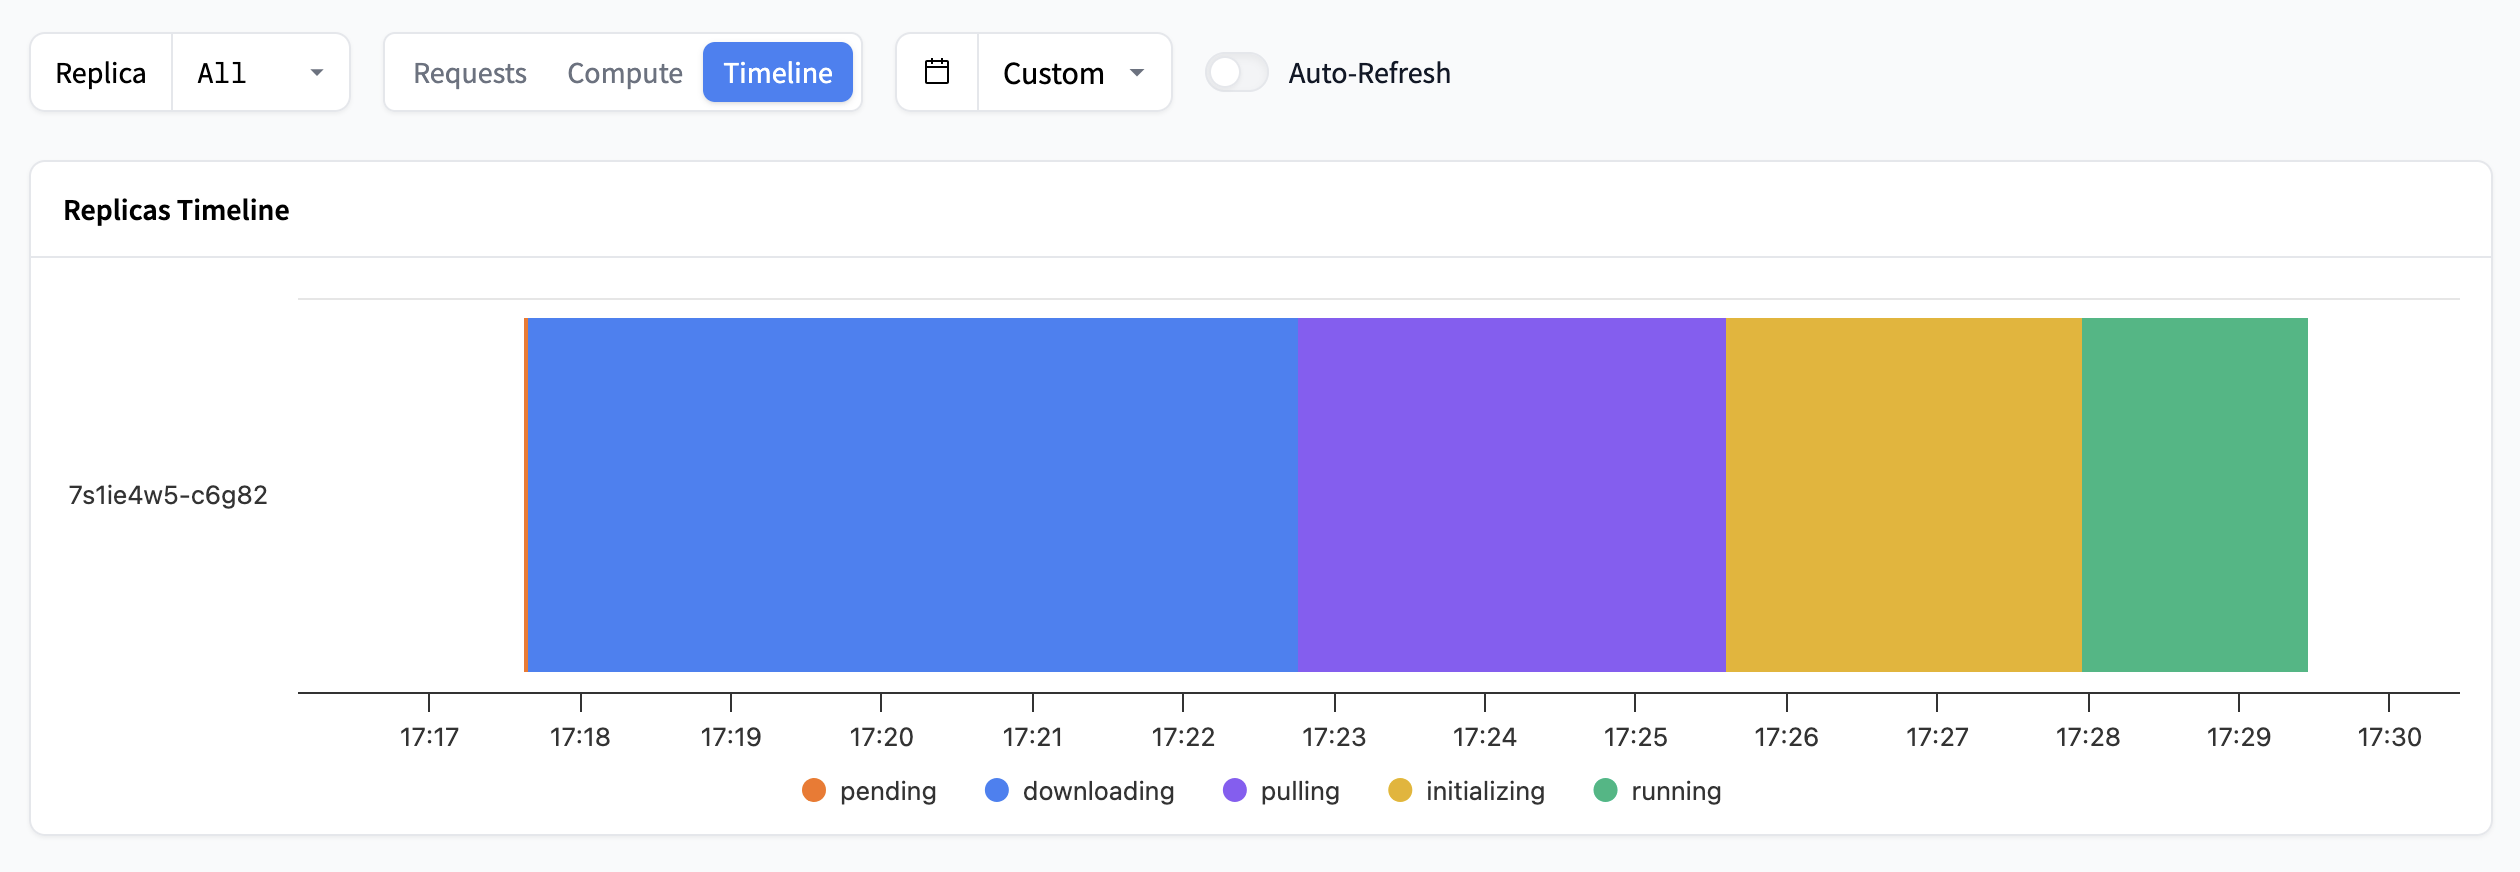 Replica All Requests Compute Timeline Custom Auto-Refresh
Replicas Timeline
7s1ie4w5-c6g82
17:17 17:18 17:19 17:20 17:21 17:22 17:23 17:24 17:25 17:26 17:27 17:28 17:29 17:30
pending downloading pulling initializing running